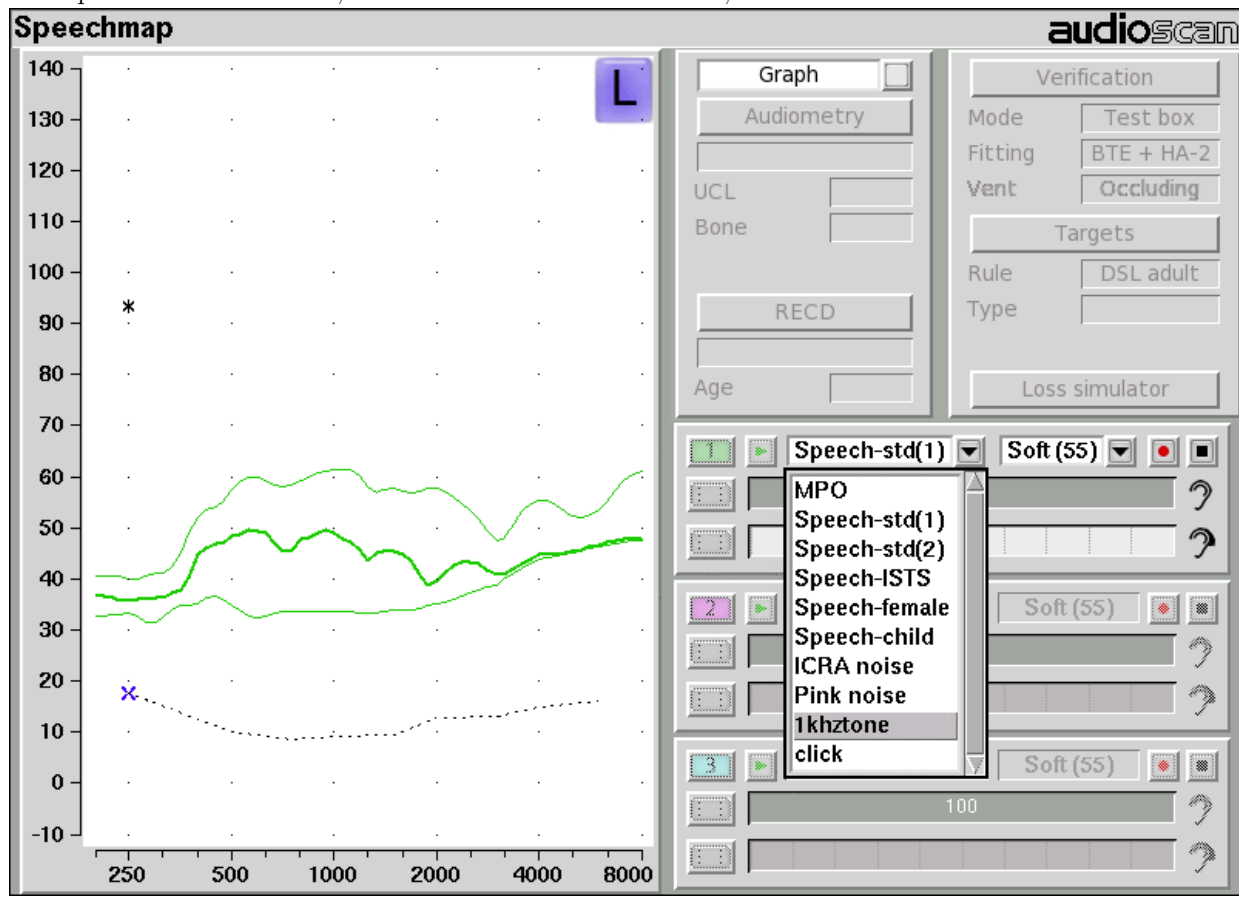 Speechmap
audioscan
L
140
130
120
110
100
90
80
70
60
50
40
30
20
10
0
-10
250 500 1000 2000 4000 8000
Graph
Audiometry
UCL
Bone
RECD
Age
Verification
Mode Test box
Fitting BTE + HA-2
Vent Occluding
Targets
Rule DSL adult
Type
Loss simulator
1 Speech-std(1) Soft (55)
MPO
Speech-std(1)
Speech-std(2)
Speech-ISTS
Speech-female
Speech-child
ICRA noise
Pink noise
1khztone
click
2 Soft (55)
3 Soft (55)
100